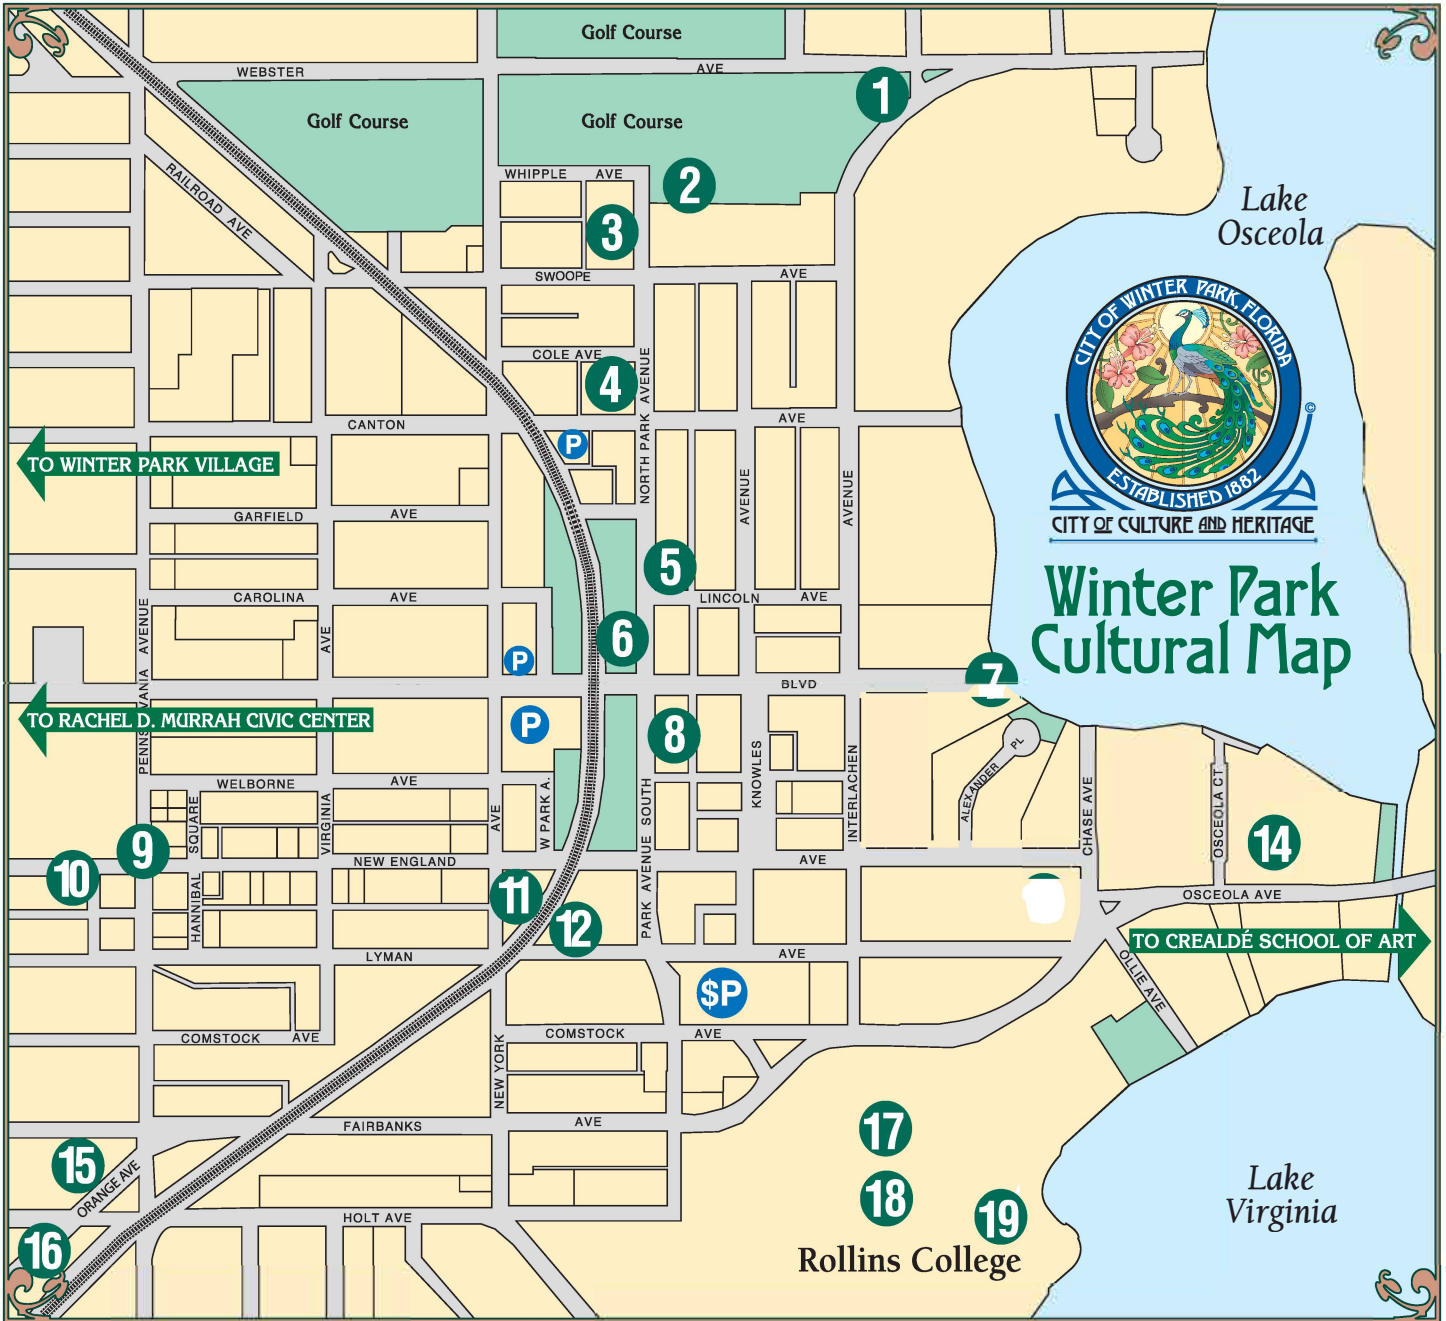 Golf Course
WEBSTER
AVE
1
Golf Course
Golf Course
WHIPPLE
AVE
2
RAILROAD AVE
3
Lake
Osceola
SWOOPE
AVE
CITY OF WINTER PARK, FLORIDA
ESTABLISHED 1882
©
CITY OF CULTURE AND HERITAGE
Winter Park
Cultural Map
COLE AVE
4
NORTH PARK AVENUE
CANTON
AVE
P
TO WINTER PARK VILLAGE
AVENUE
AVENUE
GARFIELD
AVE
5
CAROLINA
AVE
LINCOLN
AVE
PENNSYLVANIA AVENUE
AVE
6
P
7
BLVD
TO RACHEL D. MURRAH CIVIC CENTER
P
8
KNOWLES
INTERLACHEN
ALEXANDER
PL
CHASE AVE
OSCEOLA CT
WELBORNE
AVE
SQUARE
VIRGINIA
AVE
W PARK A.
PARK AVENUE SOUTH
9
NEW ENGLAND
AVE
14
10
11
12
HANNIBAL
OSCEOLA AVE
TO CREALDÉ SCHOOL OF ART
LYMAN
AVE
OLLIE AVE
$P
COMSTOCK
AVE
COMSTOCK
AVE
NEW YORK
FAIRBANKS
AVE
15
ORANGE AVE
17
18
19
Lake
Virginia
HOLT AVE
16
Rollins College